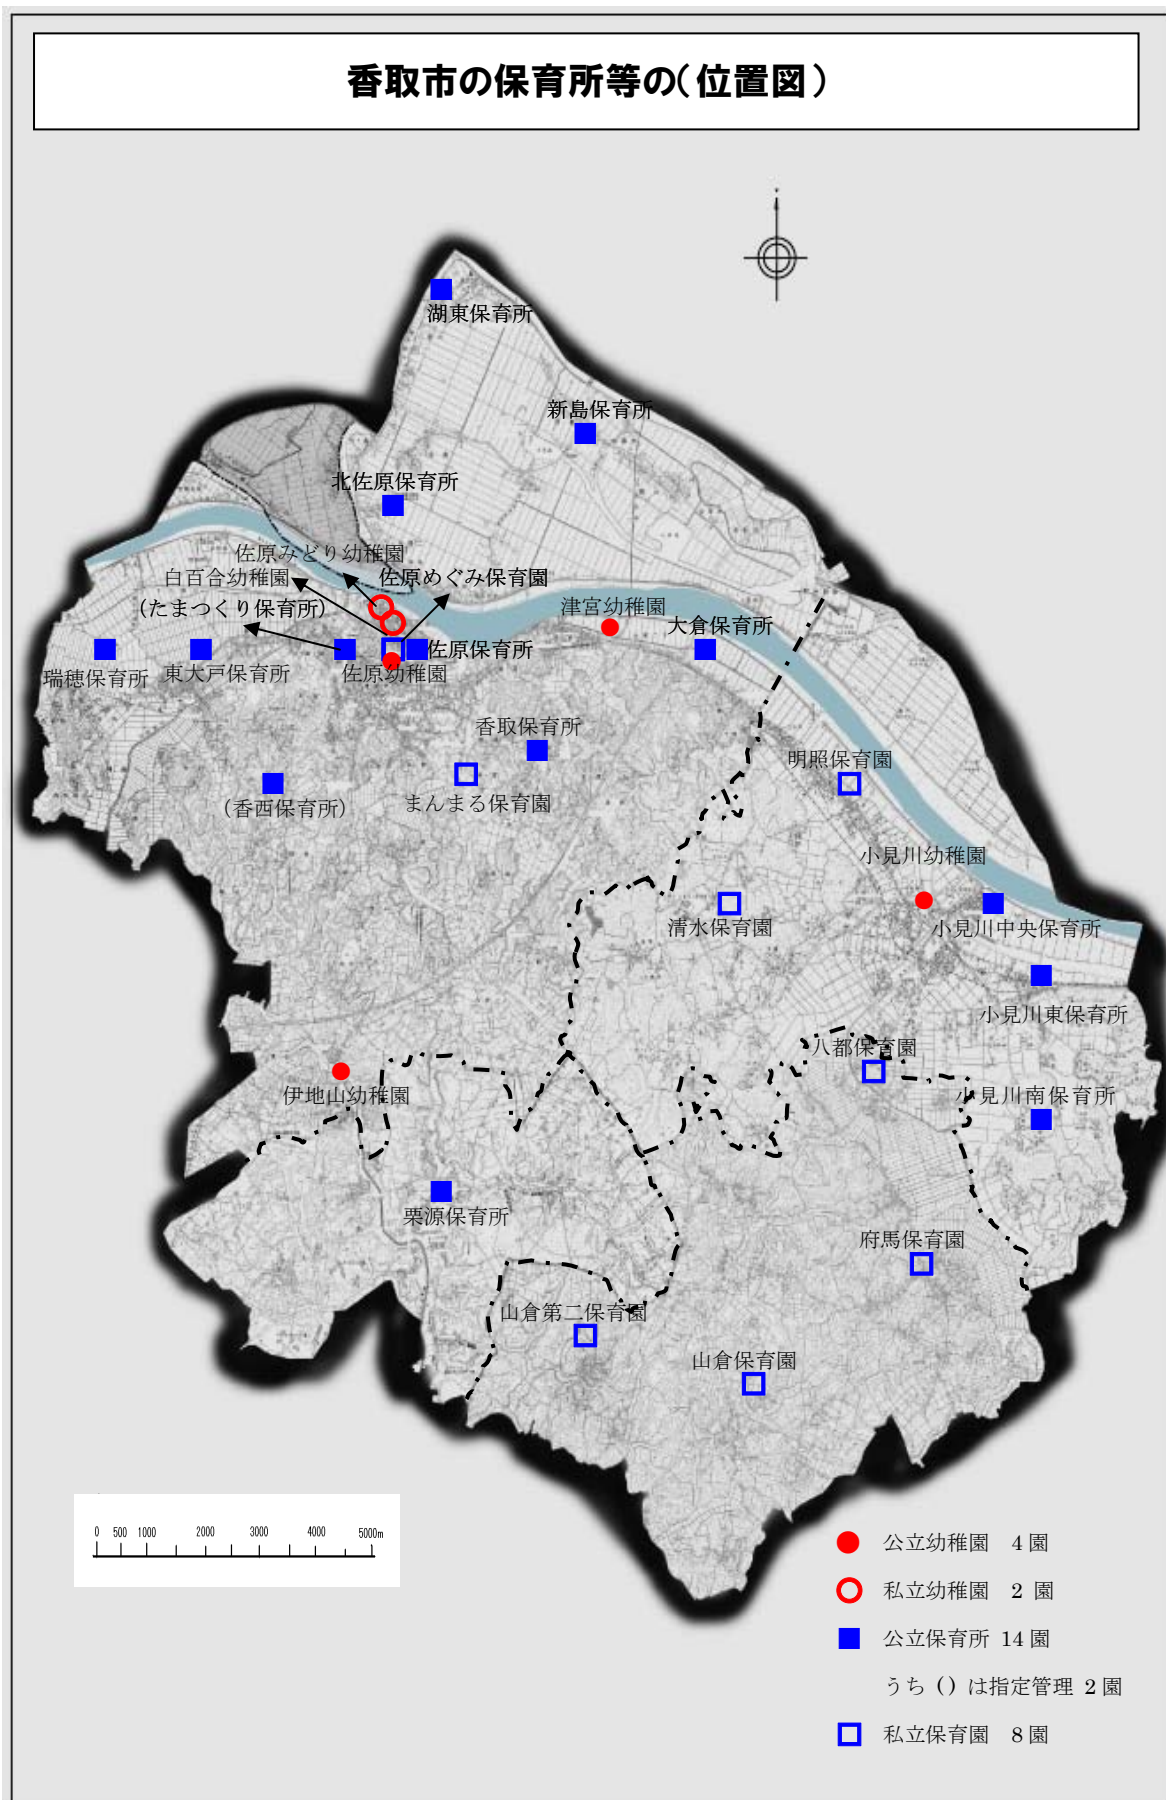 香取市の保育所等の(位置図)
湖東保育所
新島保育所
北佐原保育所
佐原みどり幼稚園
白百合幼稚園
佐原めぐみ保育園
(たまつくり保育所)
津宮幼稚園
大倉保育所
佐原保育所
瑞穂保育所
東大戸保育所
佐原幼稚園
香取保育所
明照保育園
(香西保育所)
まんまる保育園
小見川幼稚園
清水保育園
小見川中央保育所
小見川東保育所
八都保育園
伊地山幼稚園
小見川南保育所
栗源保育所
府馬保育園
山倉第二保育園
山倉保育園
0 500 1000 2000 3000 4000 5000m
公立幼稚園 4園
私立幼稚園 2 園
公立保育所 14園
うち () は指定管理 2園
私立保育園 8園